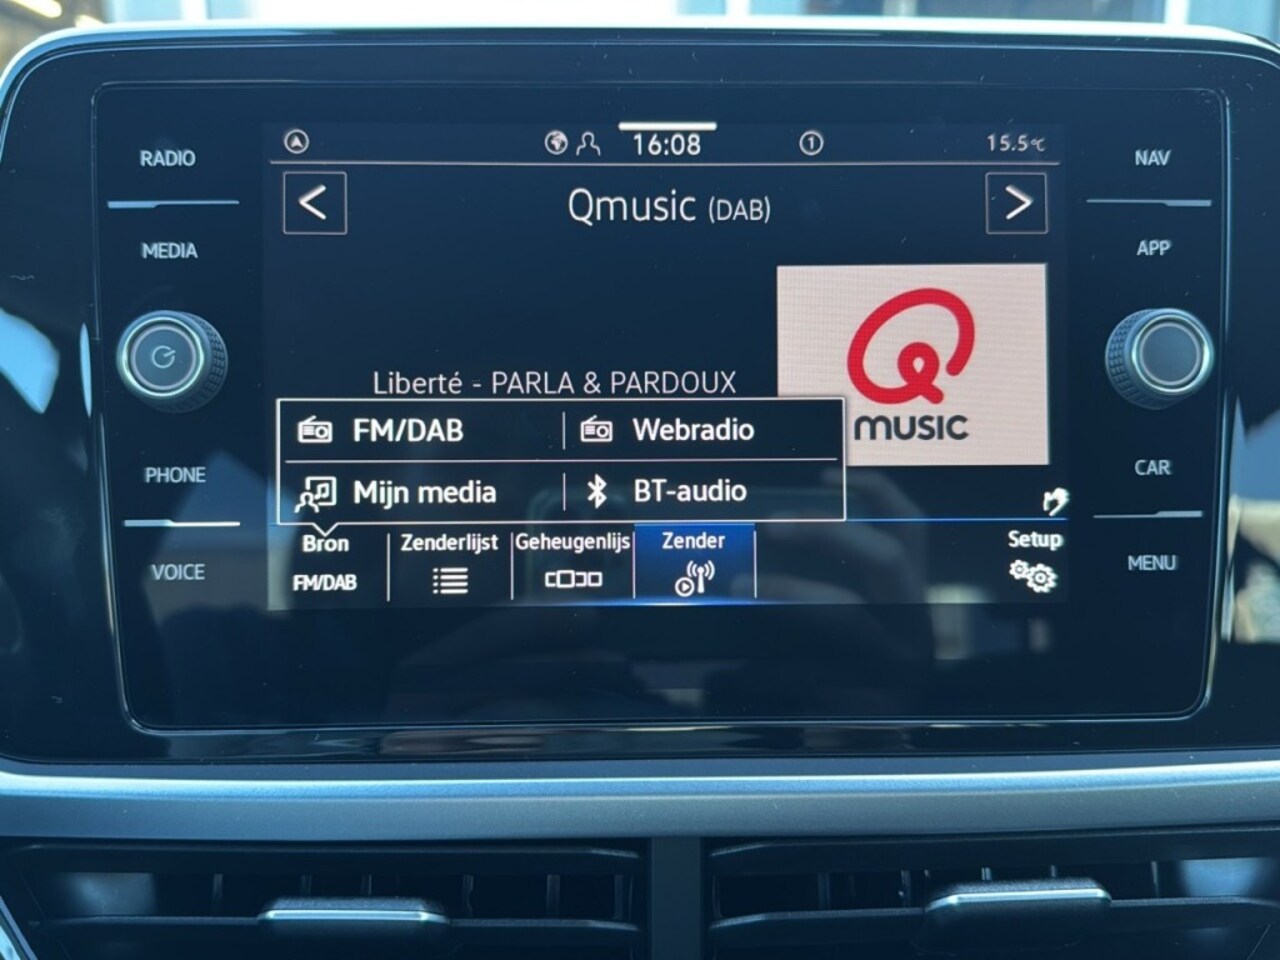 RADIO
MEDIA
PHONE
VOICE
16:08
1
15.5°C
<
Qmusic (DAB)
>
Q
MUSIC
Liberté - PARLA & PARDOUX
FM/DAB
Webradio
Mijn media
BT-audio
Bron
FM/DAB
Zenderlijst
Geheugenlijs
Zender
Setup
NAV
APP
CAR
MENU